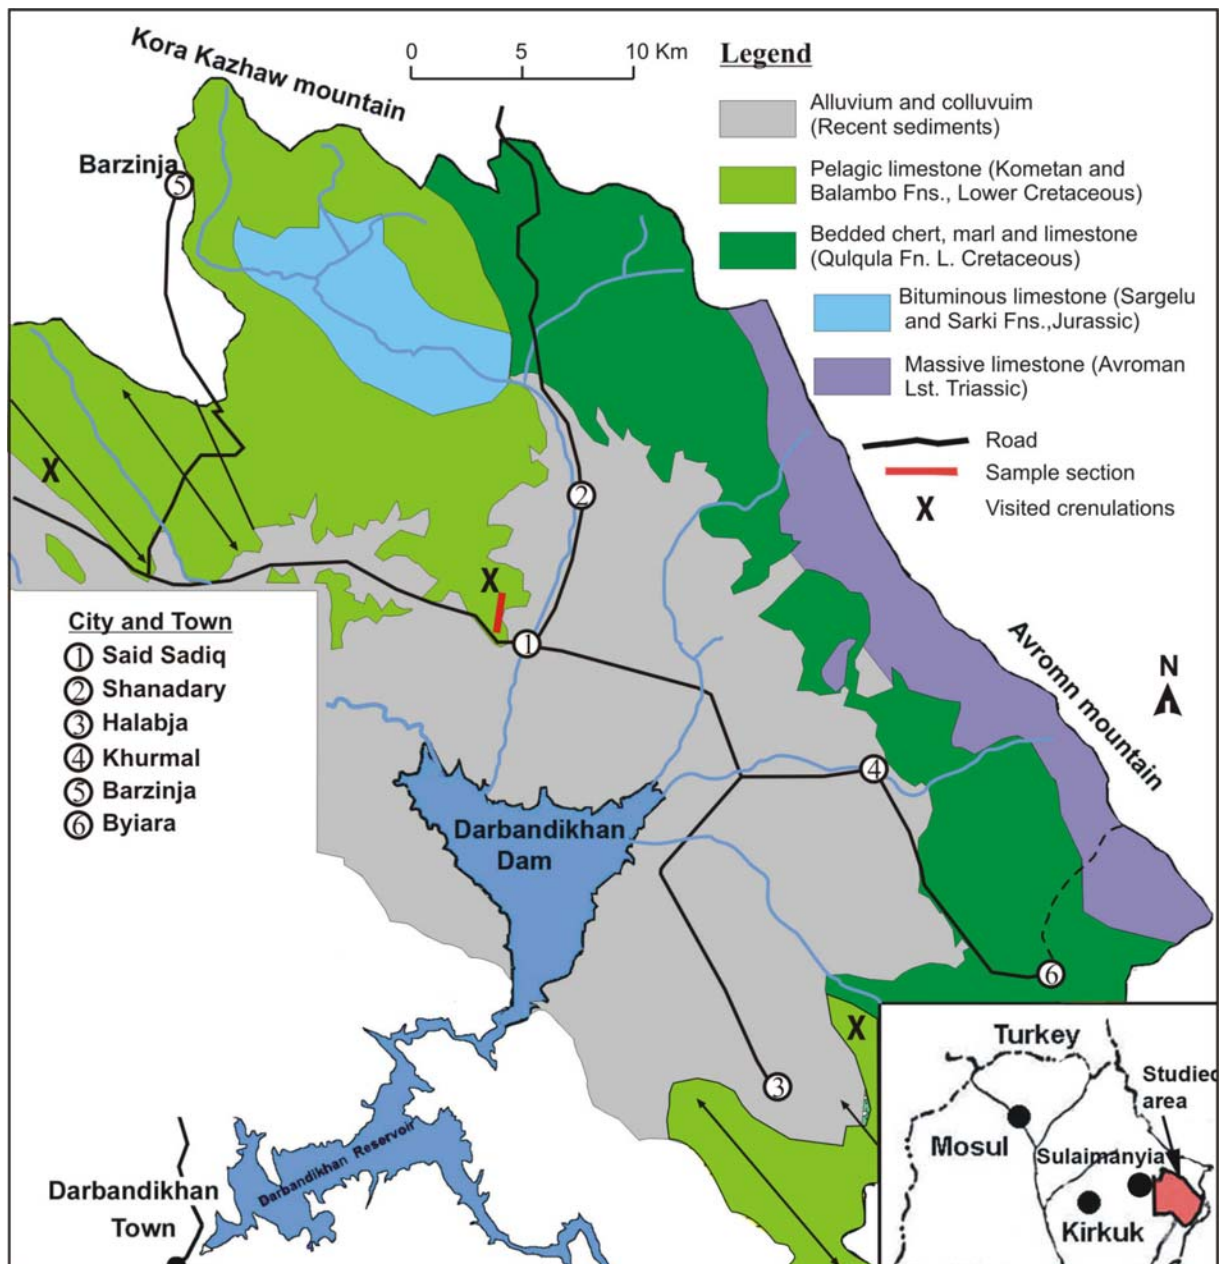 Kora Kazhaw mountain
0 5 10 Km
Legend
Alluvium and colluvuim
(Recent sediments)
Pelagic limestone (Kometan and
Balambo Fns., Lower Cretaceous)
Bedded chert, marl and limestone
(Qulqula Fn. L. Cretaceous)
Bituminous limestone (Sargelu
and Sarki Fns.,Jurassic)
Massive limestone (Avroman
Lst. Triassic)
Road
Sample section
X Visited crenulations
Barzinja
5
X
2
X
1
City and Town
1 Said Sadiq
2 Shanadary
3 Halabja
4 Khurmal
5 Barzinja
6 Byiara
Avromn mountain
N
4
Darbandikhan
Dam
6
X
3
Darbandikhan Reservoir
Darbandikhan
Town
Turkey
Studied
area
Mosul
Sulaimanyia
Kirkuk